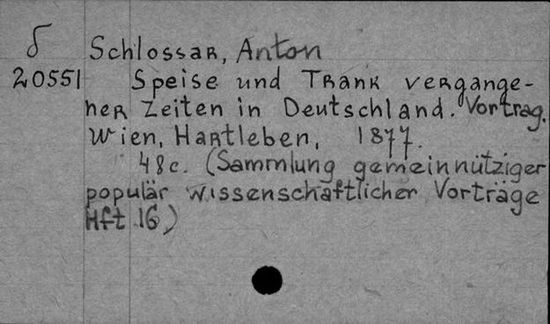 δ Schlossar, Anton
20551 Speise und Trank vergange-
ner Zeiten in Deutschland. Vortrag.
Wien, Hartleben, 1877.
48c. (Sammlung gemeinnütziger
populär wissenschaftlicher Vorträge
Hft 16)